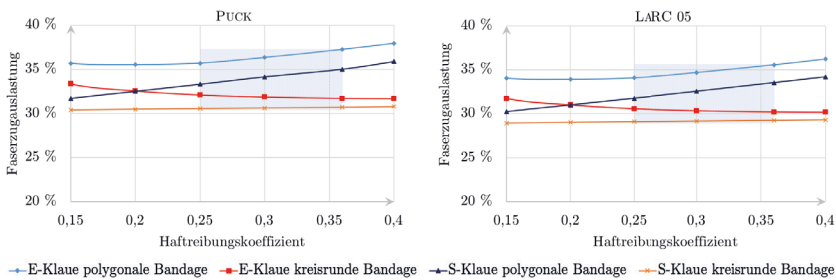 PUCK
40 %
35 %
30 %
25 %
20 %
Faserzugauslastung
0,15 0,2 0,25 0,3 0,35 0,4
Haftreibungskoeffizient
LARC 05
40 %
35 %
30 %
25 %
20 %
Faserzugauslastung
0,15 0,2 0,25 0,3 0,35 0,4
Haftreibungskoeffizient
E-Klaue polygonale Bandage E-Klaue kreisrunde Bandage S-Klaue polygonale Bandage S-Klaue kreisrunde Bandage